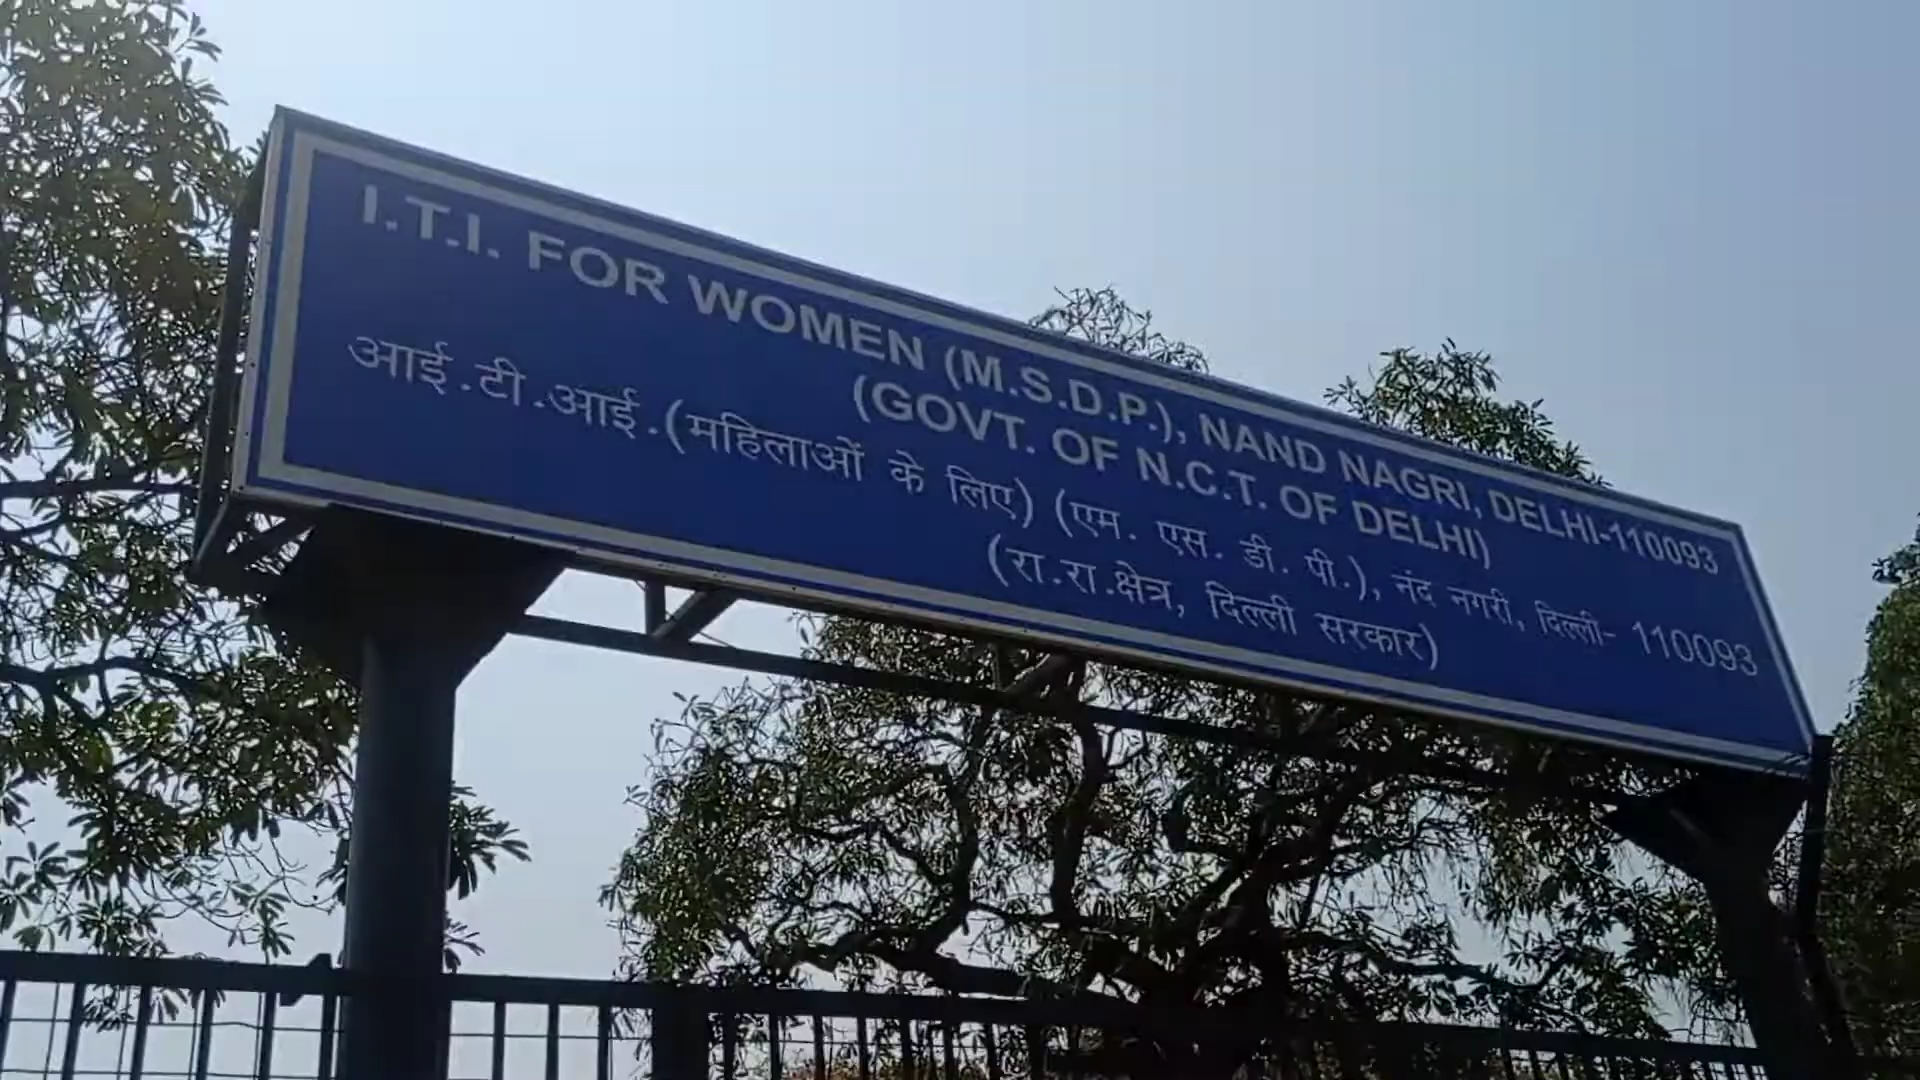 I.T.I. FOR WOMEN (M.S.D.P.), NAND NAGRI, DELHI-110093
(GOVT. OF N.C.T. OF DELHI)
आई.टी.आई.(महिलाओं के लिए) (एम. एस. डी. पी.), नंद नगरी, दिल्ली- 110093
(रा.रा.क्षेत्र, दिल्ली सरकार)